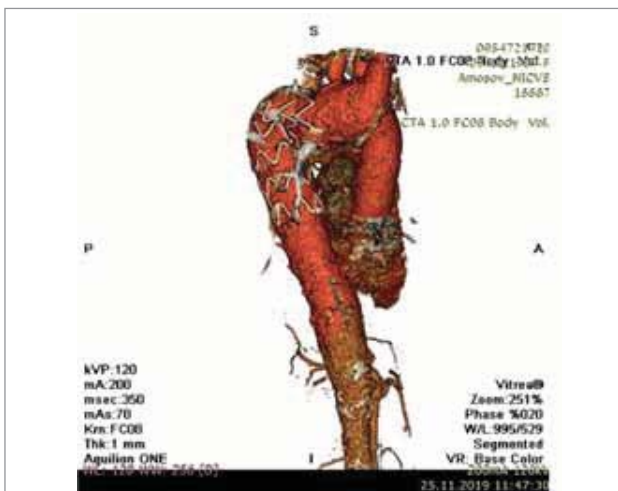 S
CTA 1.0 FC08 Body Vol.
Amosov_NICVS
16667
CTA 1.0 FC08 Body Vol.
P
A
kVP:120
mA:200
msec:350
mAs:70
Krn:FC08
Thk:1 mm
Aquilion ONE
I
Vitrea®
Zoom:251%
Phase %020
W/L:995/529
Segmented
VR: Base Color
25.11.2019 11:47:30